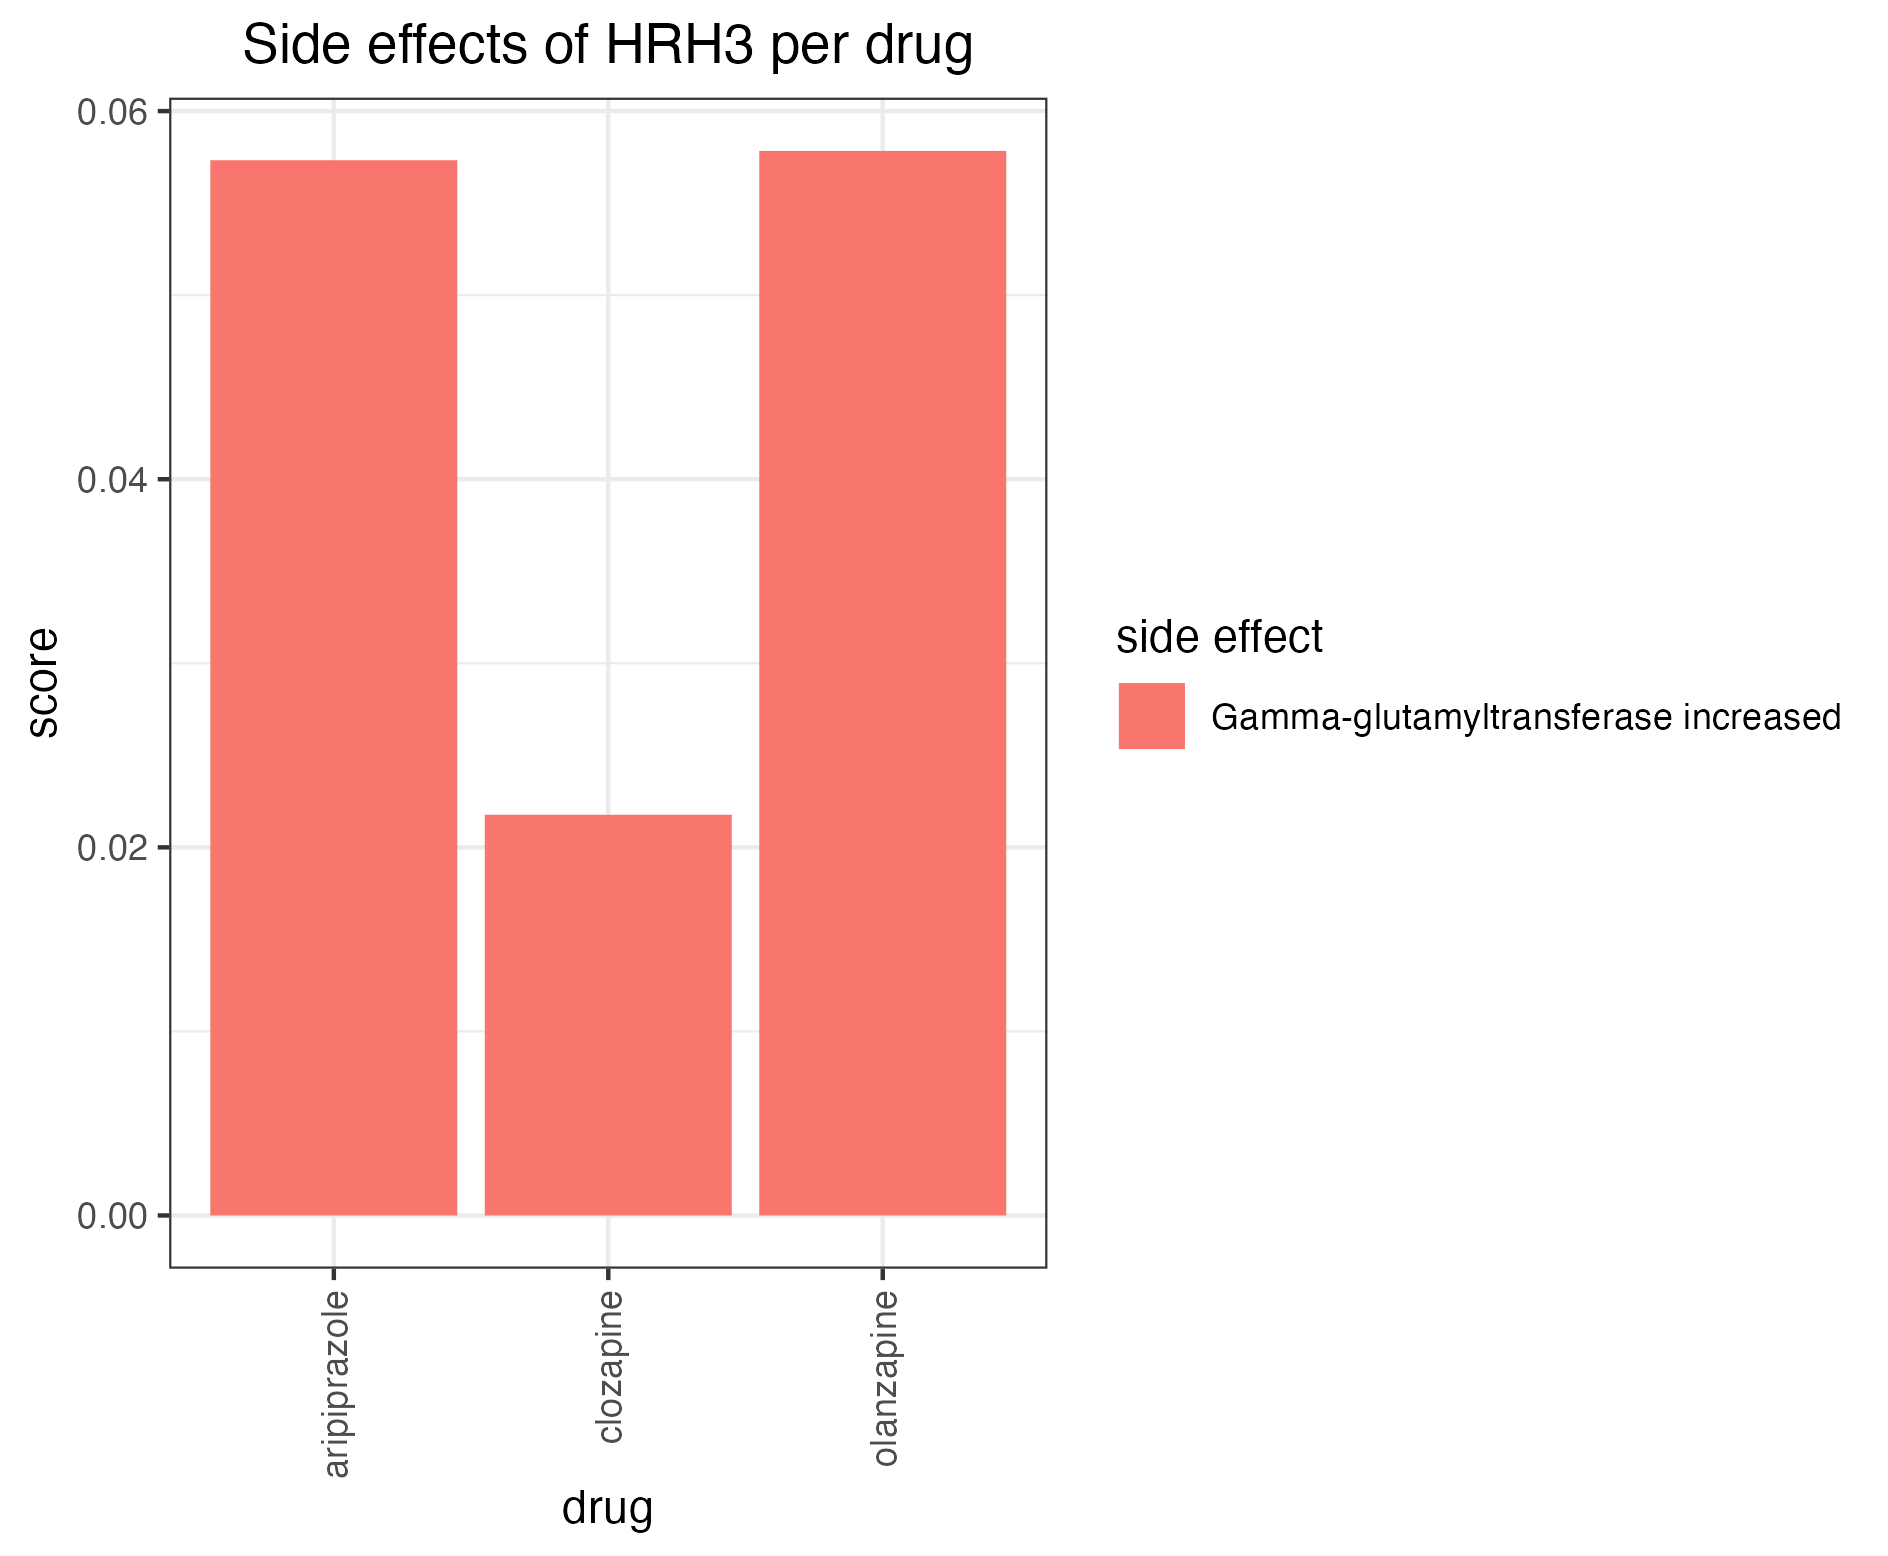 Side effects of HRH3 per drug
0.06
0.04
0.02
0.00
score
aripiprazole
clozapine
olanzapine
drug
side effect
Gamma-glutamyltransferase increased